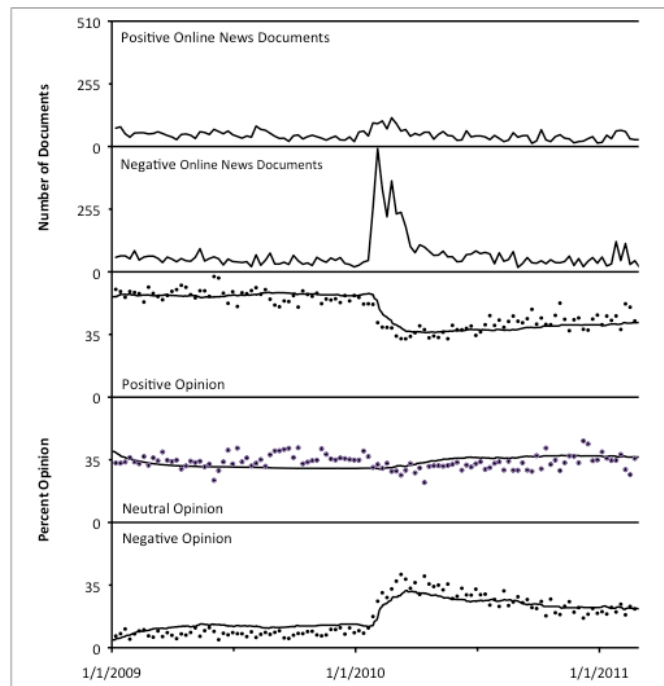 510
Positive Online News Documents
255
0
Negative Online News Documents
255
0
Number of Documents
35
Positive Opinion
0
35
Neutral Opinion
0
Negative Opinion
35
0
Percent Opinion
1/1/2009 1/1/2010 1/1/2011